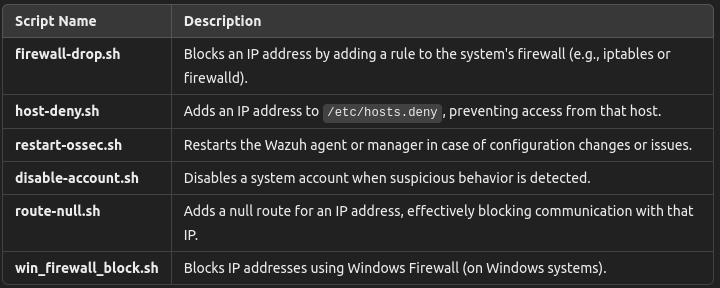 Script Name Description
firewall-drop.sh Blocks an IP address by adding a rule to the system's firewall (e.g., iptables or
firewalld).
host-deny.sh Adds an IP address to /etc/hosts.deny, preventing access from that host.
restart-ossec.sh Restarts the Wazuh agent or manager in case of configuration changes or issues.
disable-account.sh Disables a system account when suspicious behavior is detected.
route-null.sh Adds a null route for an IP address, effectively blocking communication with that
IP.
win_firewall_block.sh Blocks IP addresses using Windows Firewall (on Windows systems).